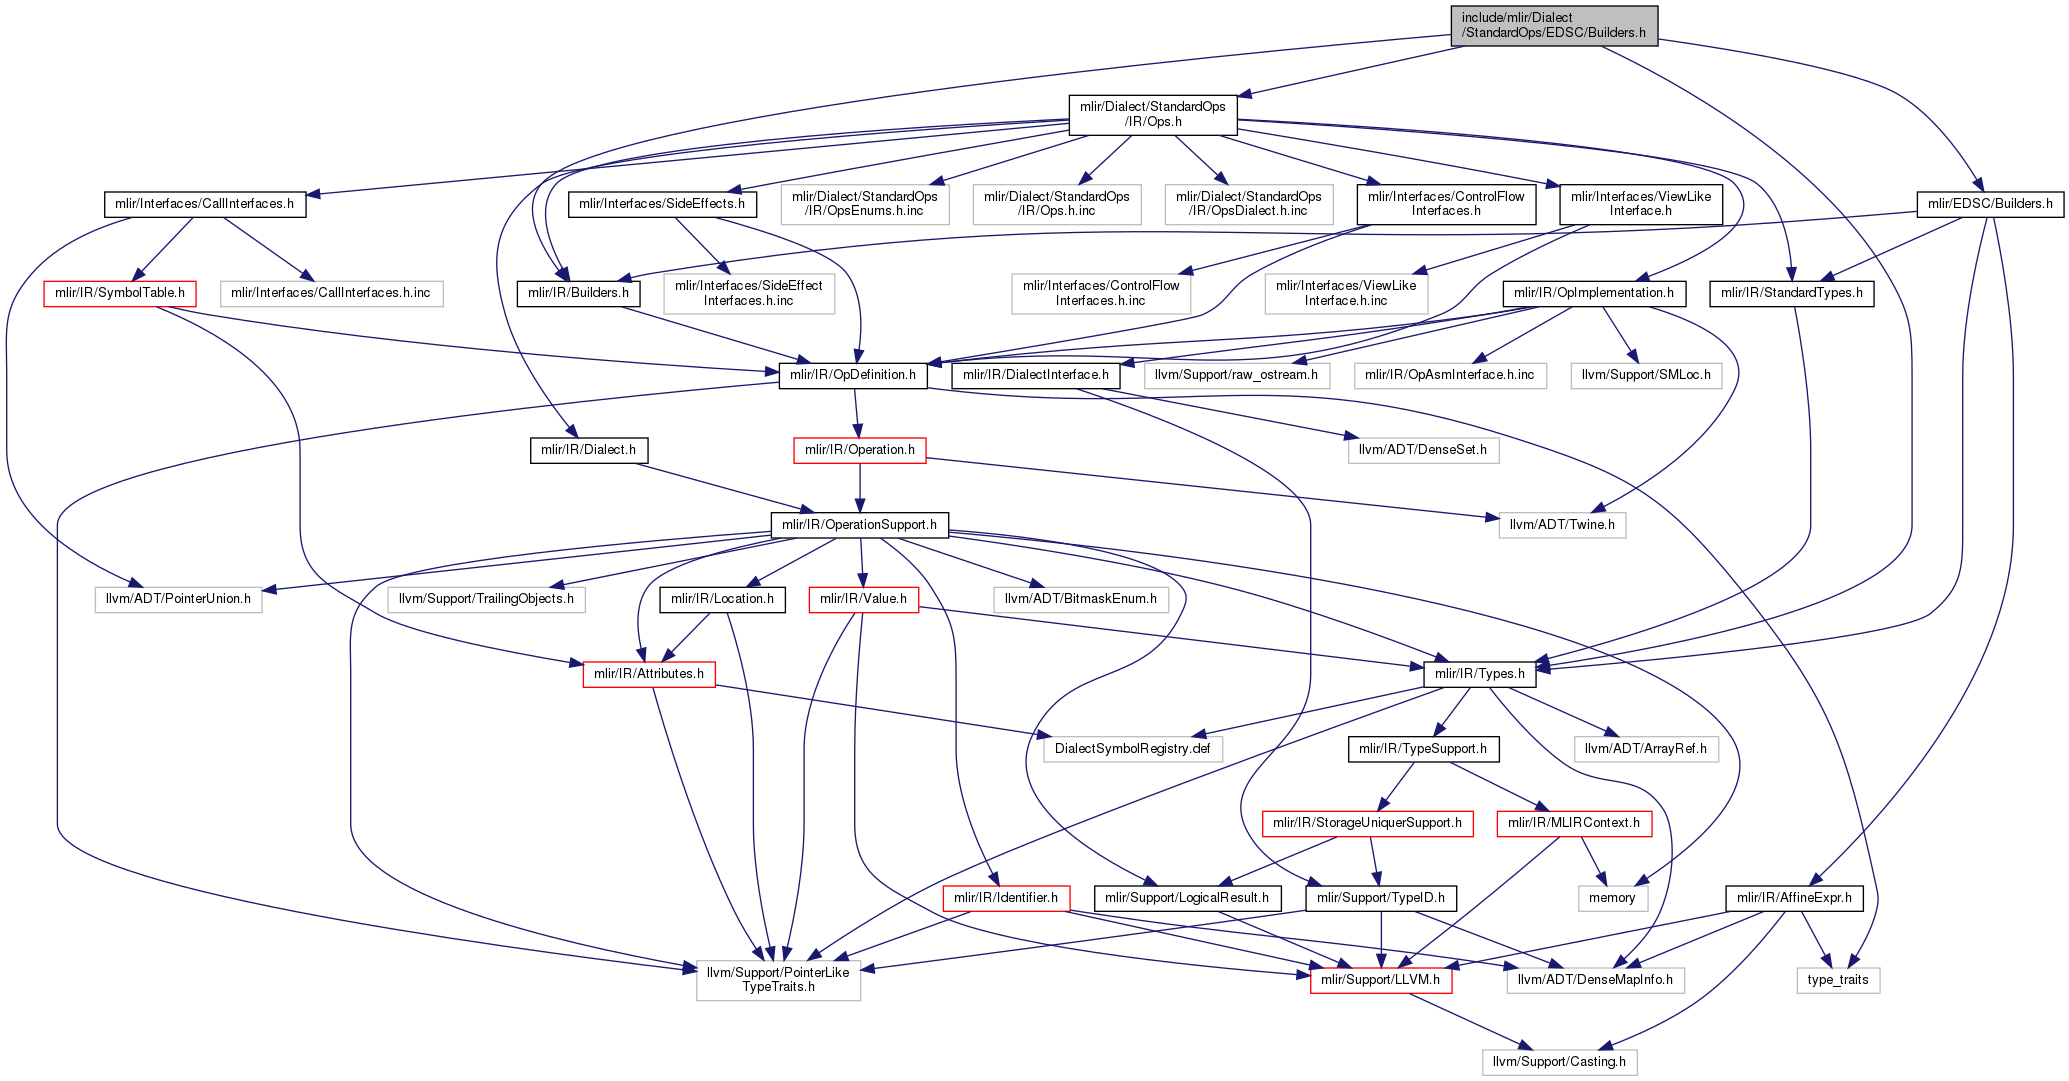 include/mlir/Dialect
/StandardOps/EDSC/Builders.h
mlir/Dialect/StandardOps
/IR/Ops.h
mlir/Interfaces/CallInterfaces.h
mlir/Interfaces/SideEffects.h
mlir/Dialect/StandardOps
/IR/OpsEnums.h.inc
mlir/Dialect/StandardOps
/IR/Ops.h.inc
mlir/Dialect/StandardOps
/IR/OpsDialect.h.inc
mlir/Interfaces/ControlFlow
Interfaces.h
mlir/Interfaces/ViewLike
Interface.h
mlir/EDSC/Builders.h
mlir/IR/SymbolTable.h
mlir/Interfaces/CallInterfaces.h.inc
mlir/IR/Builders.h
mlir/Interfaces/SideEffect
Interfaces.h.inc
mlir/Interfaces/ControlFlow
Interfaces.h.inc
mlir/Interfaces/ViewLike
Interface.h.inc
mlir/IR/OpImplementation.h
mlir/IR/StandardTypes.h
mlir/IR/OpDefinition.h
mlir/IR/DialectInterface.h
llvm/Support/raw_ostream.h
mlir/IR/OpAsmInterface.h.inc
llvm/Support/SMLoc.h
mlir/IR/Dialect.h
mlir/IR/Operation.h
llvm/ADT/DenseSet.h
mlir/IR/OperationSupport.h
llvm/ADT/Twine.h
llvm/ADT/PointerUnion.h
llvm/Support/TrailingObjects.h
mlir/IR/Location.h
mlir/IR/Value.h
llvm/ADT/BitmaskEnum.h
mlir/IR/Attributes.h
mlir/IR/Types.h
DialectSymbolRegistry.def
mlir/IR/TypeSupport.h
llvm/ADT/ArrayRef.h
mlir/IR/StorageUniquerSupport.h
mlir/IR/MLIRContext.h
mlir/IR/Identifier.h
mlir/Support/LogicalResult.h
mlir/Support/TypeID.h
memory
mlir/IR/AffineExpr.h
llvm/Support/PointerLike
TypeTraits.h
mlir/Support/LLVM.h
llvm/ADT/DenseMapInfo.h
type_traits
llvm/Support/Casting.h